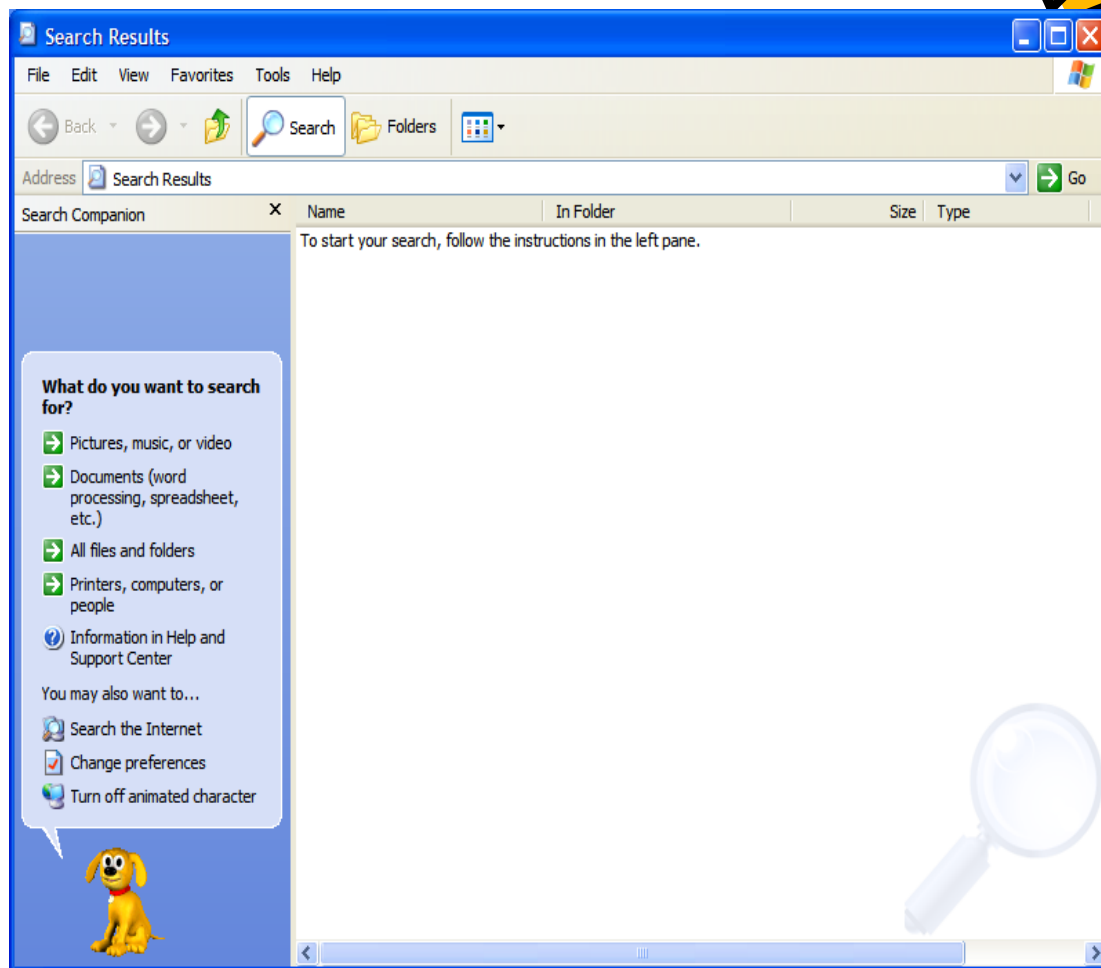 Search Results
File Edit View Favorites Tools Help
Back Search Folders
Address Search Results Go
Search Companion Name In Folder Size Type
To start your search, follow the instructions in the left pane.
What do you want to search
for?
Pictures, music, or video
Documents (word
processing, spreadsheet,
etc.)
All files and folders
Printers, computers, or
people
Information in Help and
Support Center
You may also want to...
Search the Internet
Change preferences
Turn off animated character